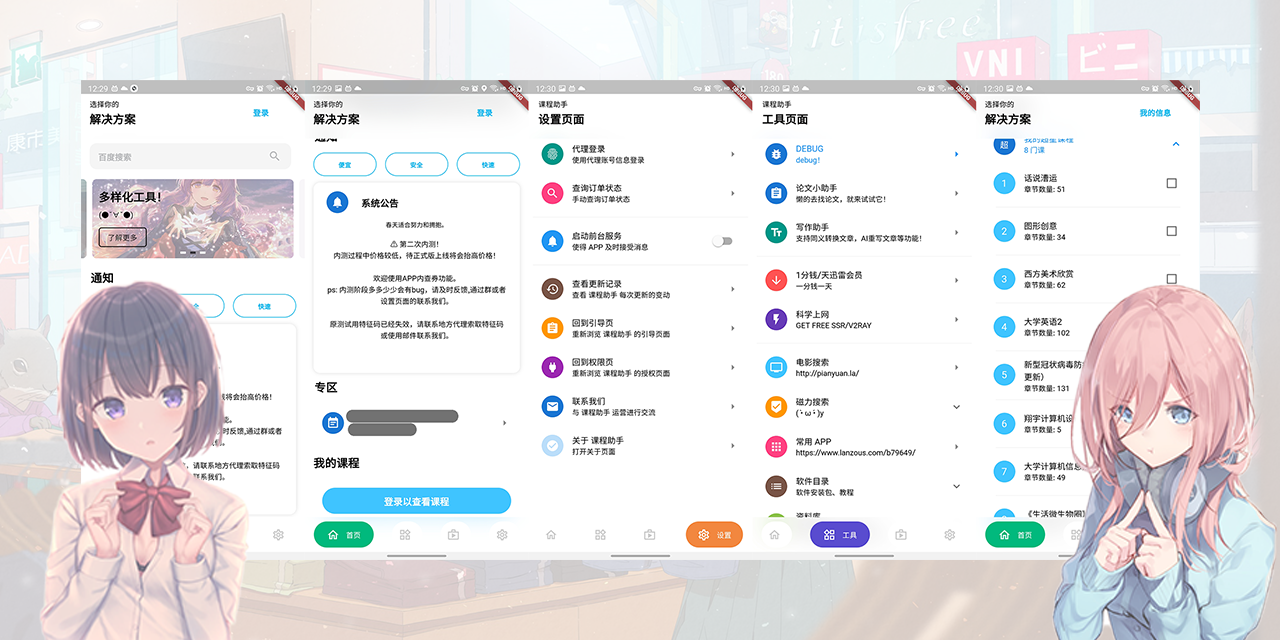 itisfree
VNI
ビニ
康市
12:29
选择你的
解决方案
登录
百度搜索
多样化工具!
(●ˇ∀ˇ●)
了解更多
通知
全
快速
将会抬高价格!
能。
及时反馈,通过群或者
们。
, 请联系地方代理索取特征码
联系我们。
12:29
选择你的
解决方案
登录
通知
便宜
安全
快速
系统公告
春天适合努力和拥抱。
⚠ 第二次内测!
内测过程中价格较低，待正式版上线将会抬高价格!
欢迎使用APP内查券功能。
ps: 内测阶段多多少少会有bug，请及时反馈,通过群或者
设置页面的联系我们。
原测试用特征码已经失效，请联系地方代理索取特征码
或使用邮件联系我们。
专区
我的课程
登录以查看课程
首页
12:30
课程助手
设置页面
代理登录
使用代理账号信息登录
查询订单状态
手动查询订单状态
启动前台服务
使得 APP 及时接受消息
查看更新记录
查看 课程助手 每次更新的变动
回到引导页
重新浏览 课程助手 的引导页面
回到权限页
重新浏览 课程助手 的授权页面
联系我们
与 课程助手 运营进行交流
关于 课程助手
打开关于页面
设置
12:30
课程助手
工具页面
DEBUG
debug!
论文小助手
懒的去找论文，就来试试它!
写作助手
支持同义转换文章，AI重写文章等功能!
1分钱/天迅雷会员
一分钱一天
科学上网
GET FREE SSR/V2RAY
电影搜索
http://pianyuan.la/
磁力搜索
(･ω･)y
常用 APP
https://www.lanzous.com/b79649/
软件目录
软件安装包、教程
资料库
工具
12:30
选择你的
解决方案
我的信息
超
我的超星课程
8 门课
1
话说漕运
章节数量: 51
2
图形创意
章节数量: 34
3
西方美术欣赏
章节数量: 62
4
大学英语2
章节数量: 102
5
新型冠状病毒防
更新）
章节数量: 131
6
翔宇计算机设
章节数量: 5
7
大学计算机信息
章节数量: 49
《生活微生物圈
首页